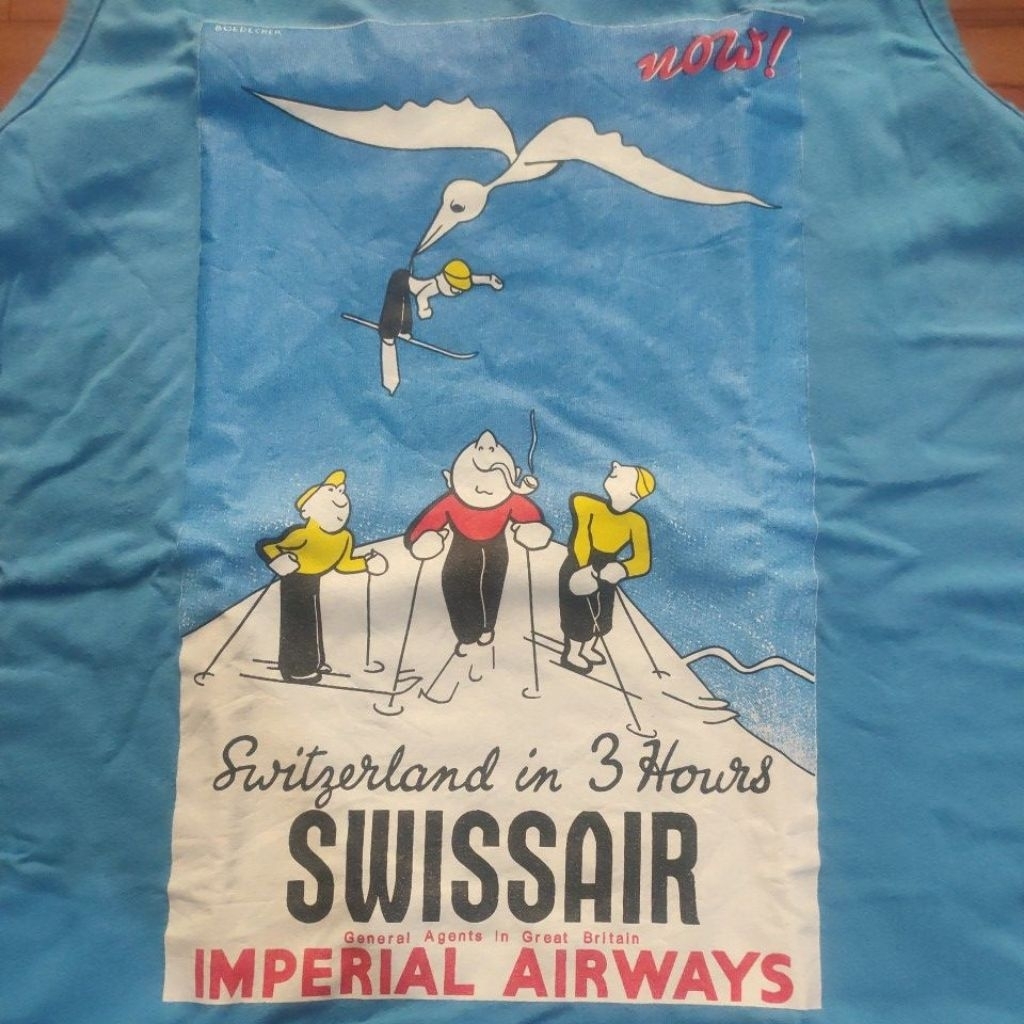 BOEDECKER
now!
Switzerland in 3 Hours
SWISSAIR
General Agents In Great Britain
IMPERIAL AIRWAYS